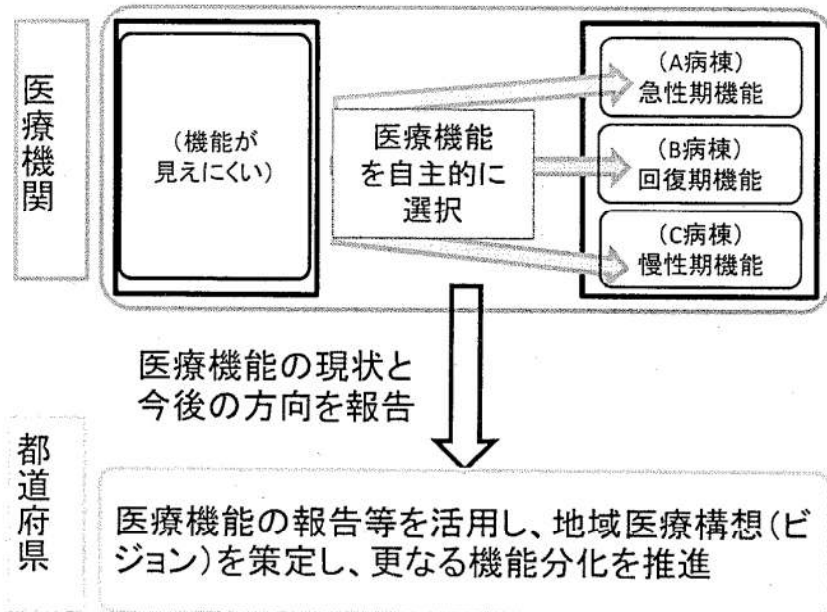 医療機関
(機能が
見えにくい)
医療機能
を自主的に
選択
(A病棟)
急性期機能
(B病棟)
回復期機能
(C病棟)
慢性期機能
医療機能の現状と
今後の方向を報告
都道府県
医療機能の報告等を活用し、地域医療構想(ビ
ジョン)を策定し、更なる機能分化を推進